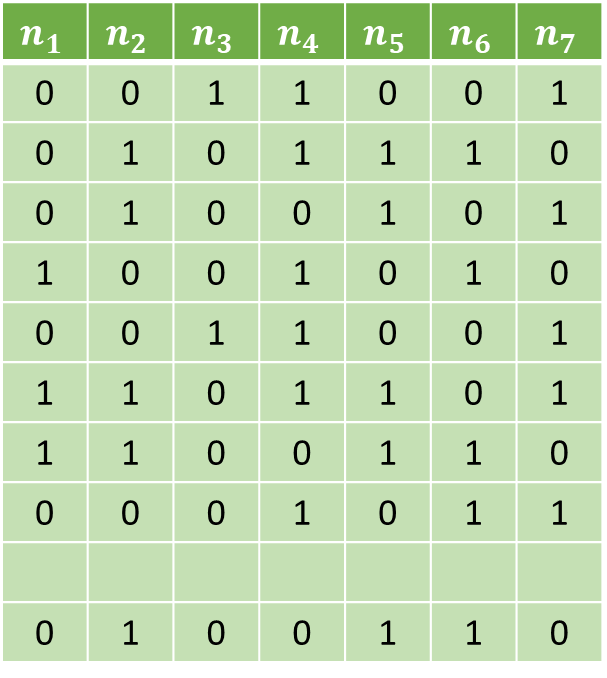 n₁ n₂ n₃ n₄ n₅ n₆ n₇
0 0 1 1 0 0 1
0 1 0 1 1 1 0
0 1 0 0 1 0 1
1 0 0 1 0 1 0
0 0 1 1 0 0 1
1 1 0 1 1 0 1
1 1 0 0 1 1 0
0 0 0 1 0 1 1
0 1 0 0 1 1 0